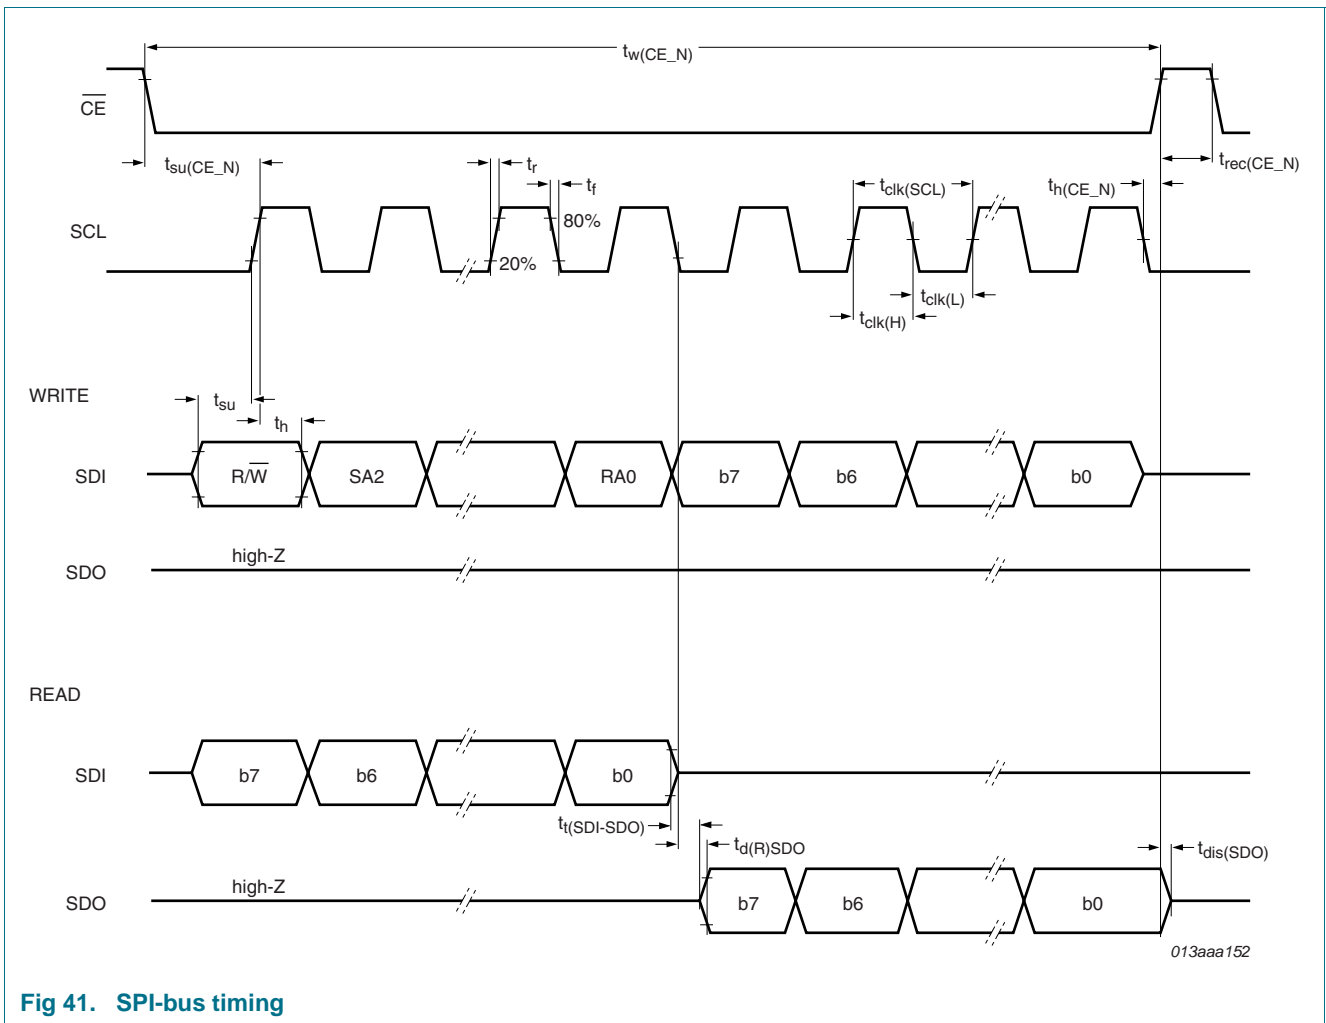 tw(CE_N)
CE
tsu(CE_N)
tr
trec(CE_N)
tf
tclk(SCL)
th(CE_N)
SCL
80%
20%
tclk(L)
tclk(H)
WRITE
tsu
th
SDI
R/W
SA2
RA0
b7
b6
b0
high-Z
SDO
READ
SDI
b7
b6
b0
tt(SDI-SDO)
td(R)SDO
tdis(SDO)
high-Z
SDO
b7
b6
b0
013aaa152
Fig 41. SPI-bus timing